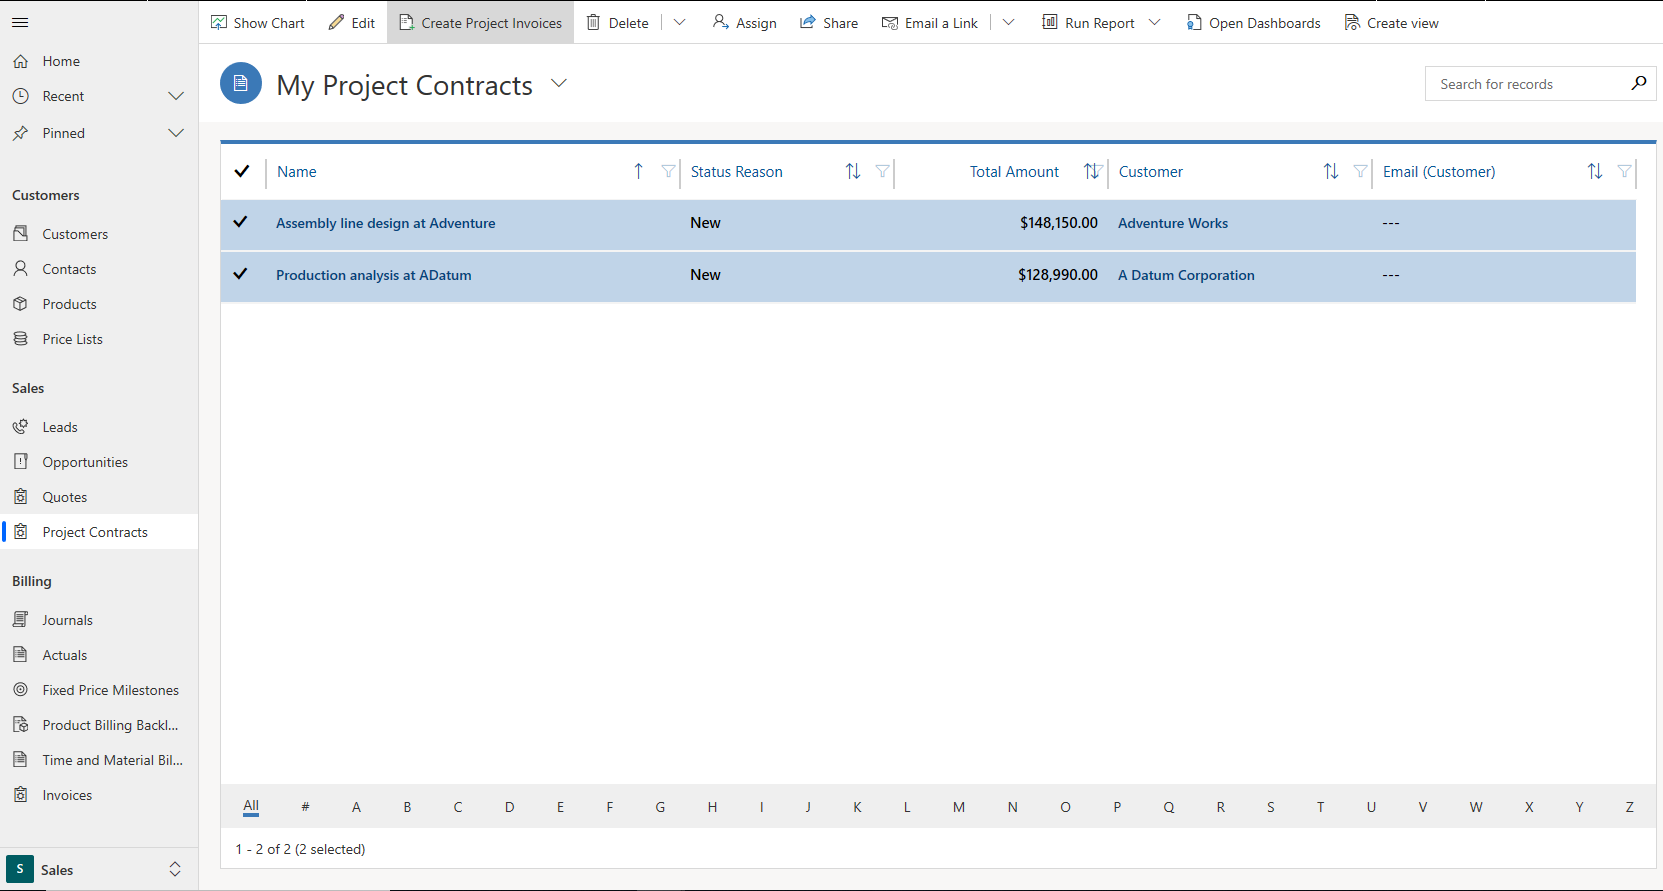 Show Chart Edit Create Project Invoices Delete Assign Share Email a Link Run Report Open Dashboards Create view
Home
Recent
Pinned
Customers
Customers
Contacts
Products
Price Lists
Sales
Leads
Opportunities
Quotes
Project Contracts
Billing
Journals
Actuals
Fixed Price Milestones
Product Billing Backl...
Time and Material Bil...
Invoices
S Sales
My Project Contracts
Search for records
Name Status Reason Total Amount Customer Email (Customer)
Assembly line design at Adventure New $148,150.00 Adventure Works ---
Production analysis at ADatum New $128,990.00 A Datum Corporation ---
All # A B C D E F G H I J K L M N O P Q R S T U V W X Y Z
1 - 2 of 2 (2 selected)